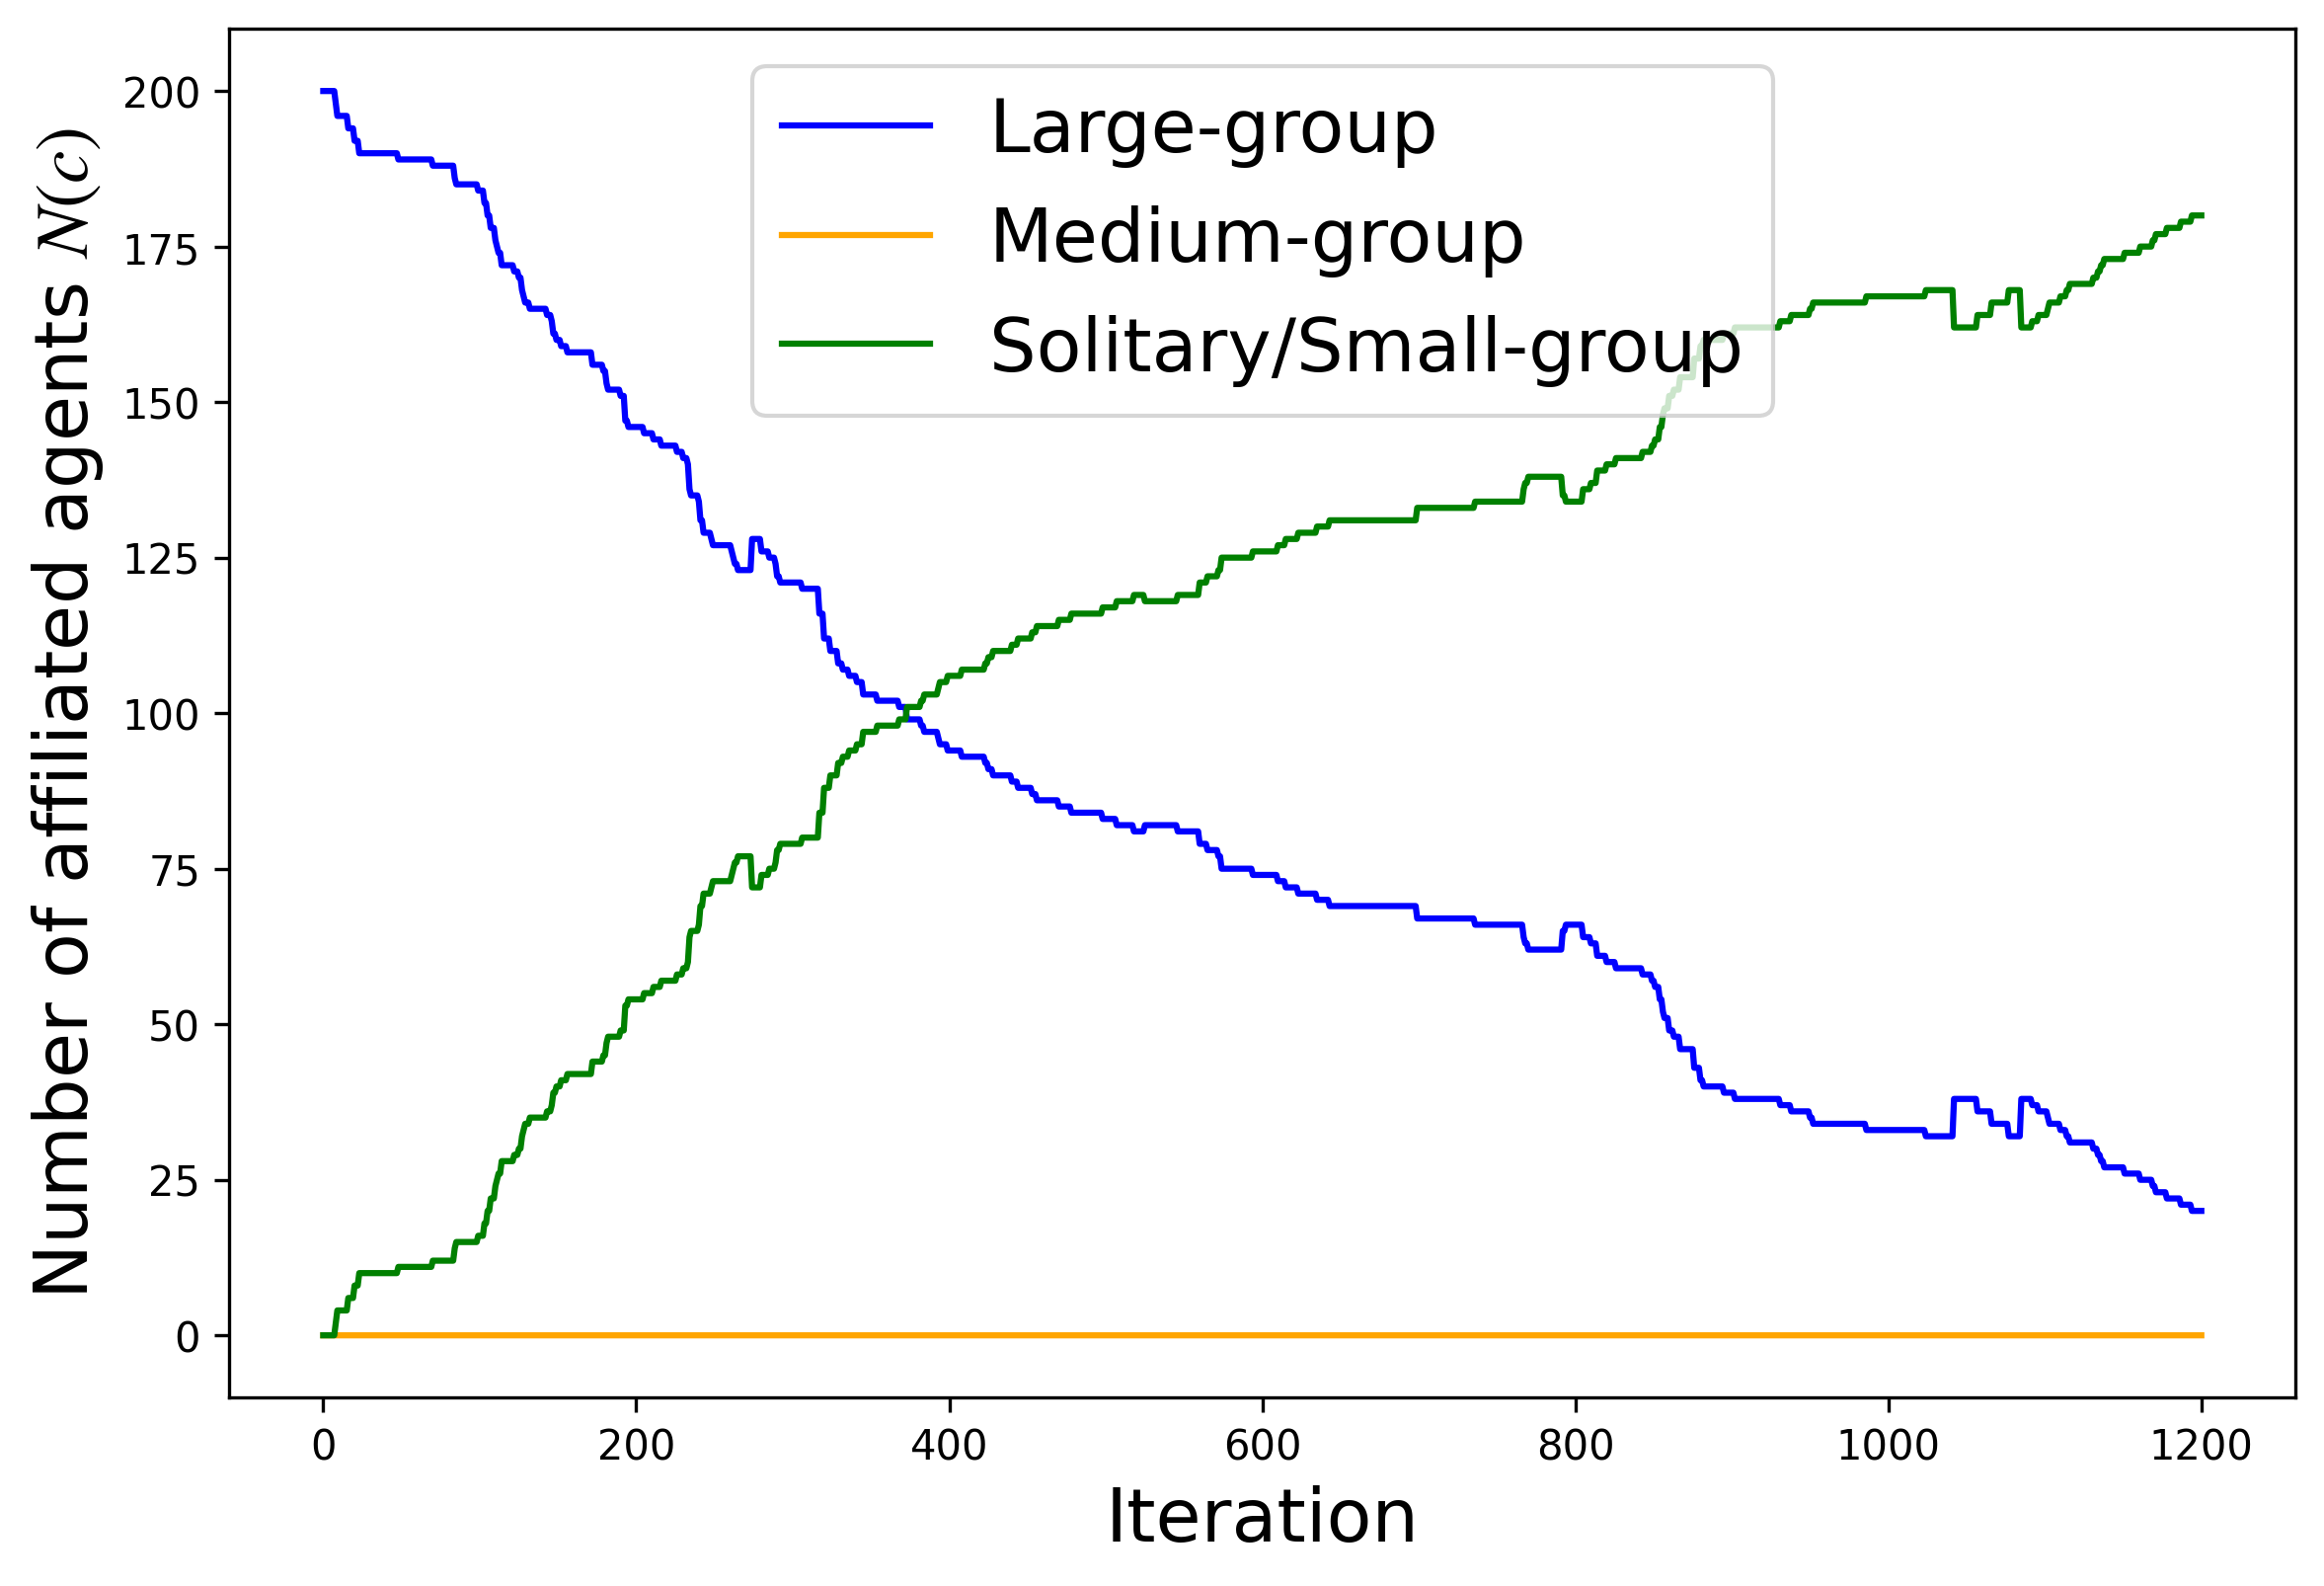 Number of affiliated agents N(c)
200
175
150
125
100
75
50
25
0
Large-group
Medium-group
Solitary/Small-group
0 200 400 600 800 1000 1200
Iteration